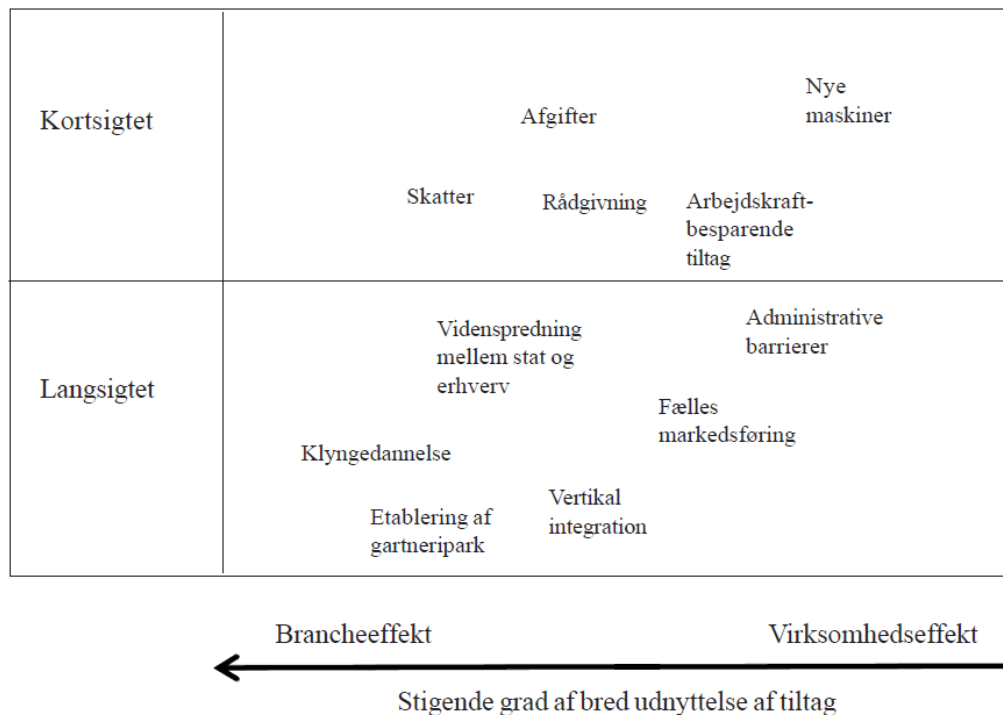 Kortsigtet
Nye
maskiner
Afgifter
Skatter
Rådgivning
Arbejdskraft-
besparende
tiltag
Langsigtet
Administrative
barrierer
Videnspredning
mellem stat og
erhverv
Fælles
markedsføring
Klyngedannelse
Vertikal
integration
Etablering af
gartneripark
Brancheeffekt
Virksomhedseffekt
Stigende grad af bred udnyttelse af tiltag